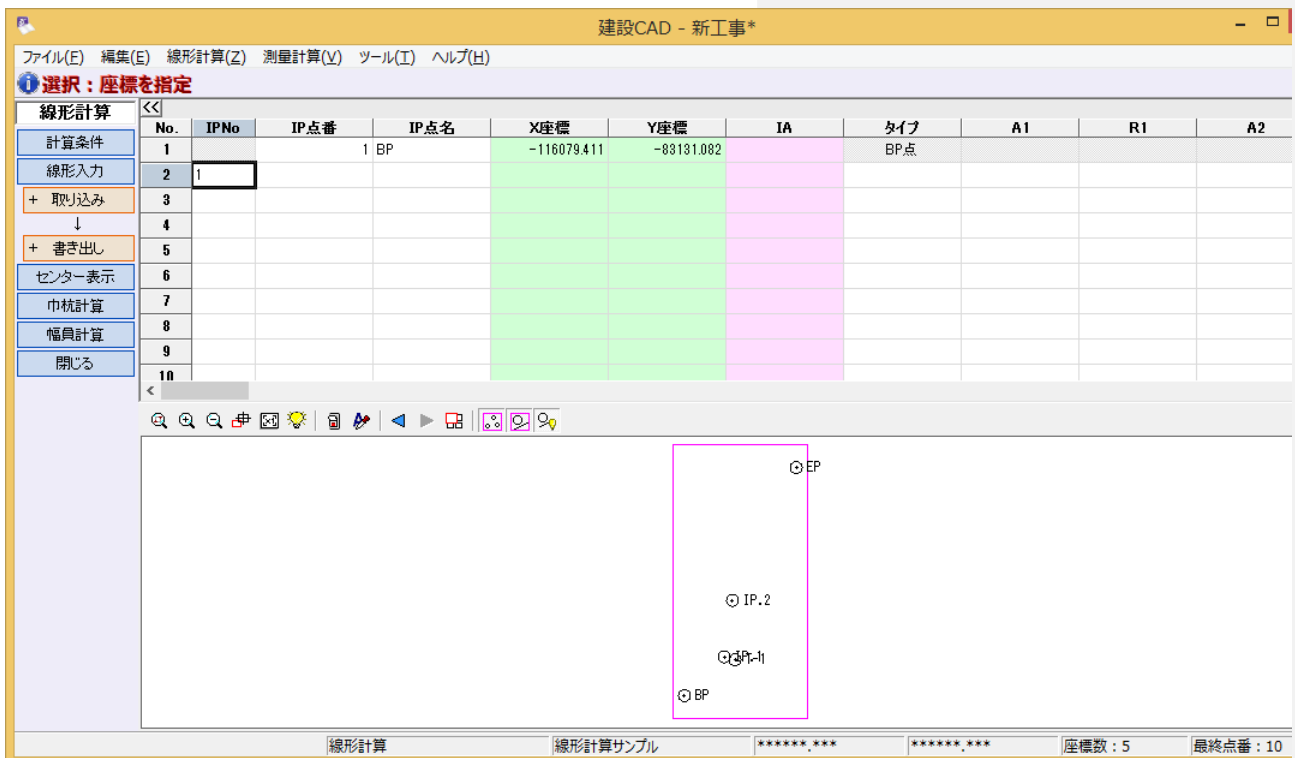 建設CAD - 新工事*
ファイル(F) 編集(E) 線形計算(Z) 測量計算(V) ツール(T) ヘルプ(H)
選択：座標を指定
線形計算
計算条件
線形入力
+ 取り込み
↓
+ 書き出し
センター表示
巾杭計算
幅員計算
閉じる
<<
No. IPNo IP点番 IP点名 X座標 Y座標 IA タイプ A1 R1 A2
1 1 BP -116079.411 -83131.082 BP点
2 1
3
4
5
6
7
8
9
10
EP
IP.2
BP
線形計算 線形計算サンプル ******.*** ******.*** 座標数：5 最終点番：10